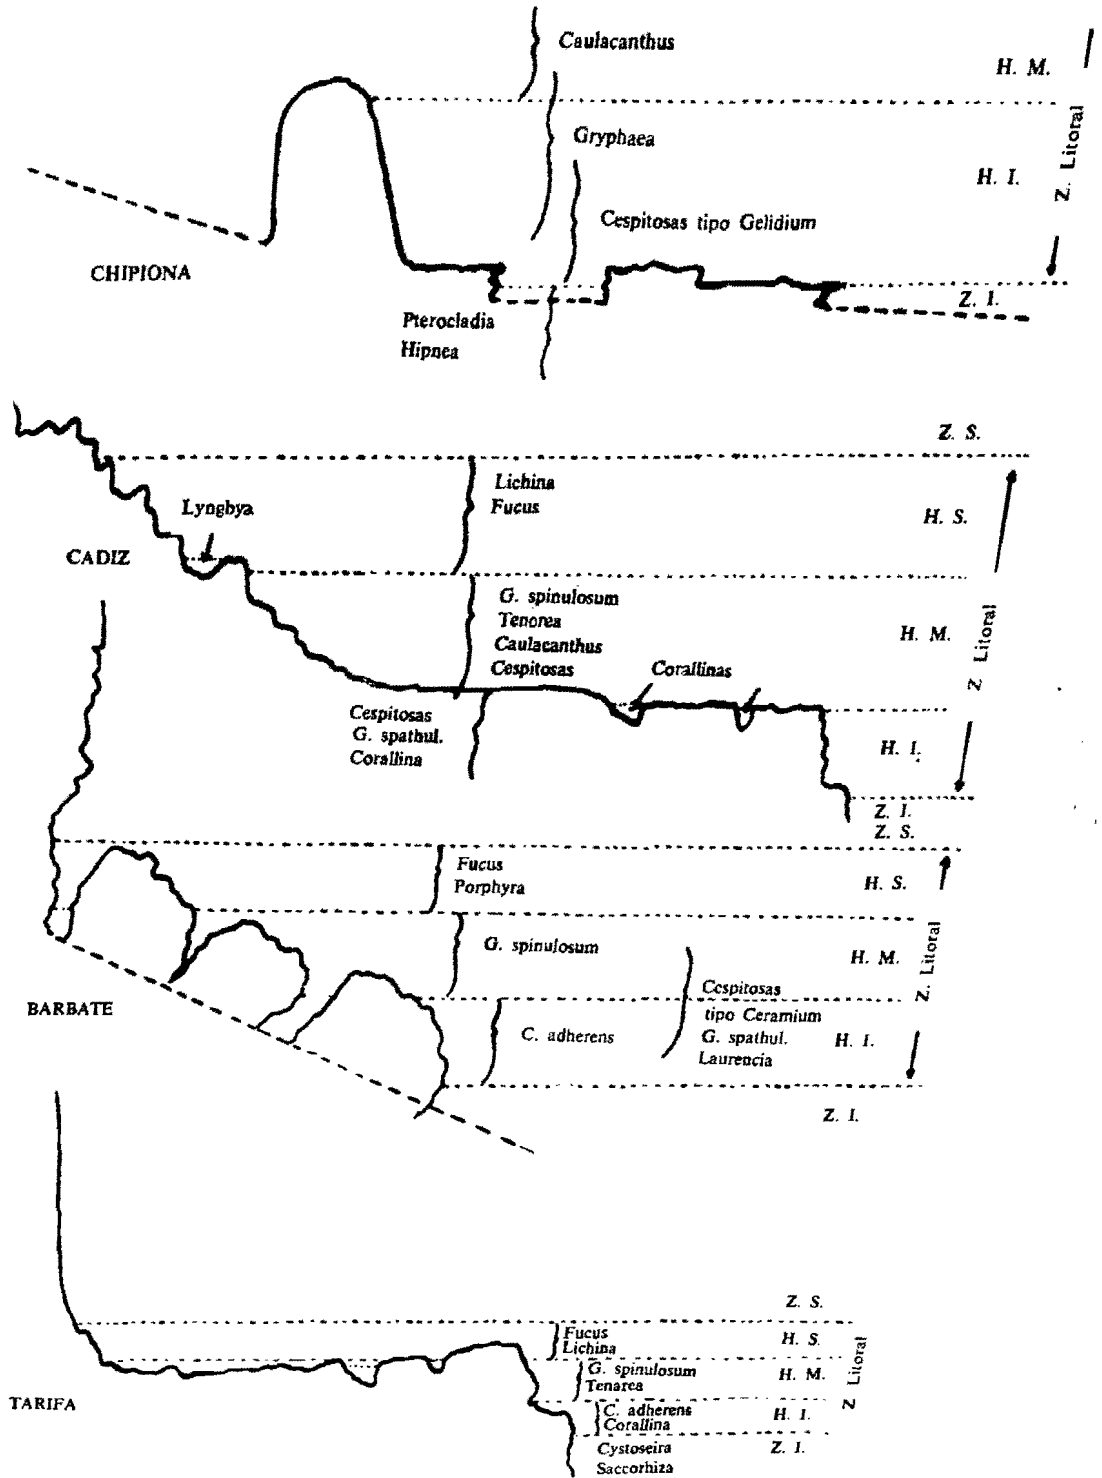 Caulacanthus
H. M.
Gryphaea
Z. Litoral
H. I.
Cespitosas tipo Gelidium
CHIPIONA
Z. I.
Pterocladia
Hipnea
Z. S.
Lichina
Fucus
Lyngbya
H. S.
CADIZ
G. spinulosum
Tenorea
Caulacanthus
Cespitosas
H. M.
Z Litoral
Corallinas
Cespitosas
G. spathul.
Corallina
H. I.
Z. I.
Z. S.
Fucus
Porphyra
H. S.
G. spinulosum
H. M.
Z. Litoral
BARBATE
Cespitosas
tipo Ceramium
G. spathul.
Laurencia
C. adherens
H. I.
Z. I.
Z. S.
Fucus
Lichina
H. S.
G. spinulosum
Tenarea
H. M.
Z Litoral
TARIFA
C. adherens
Corallina
H. I.
Cystoseira
Saccorhiza
Z. I.